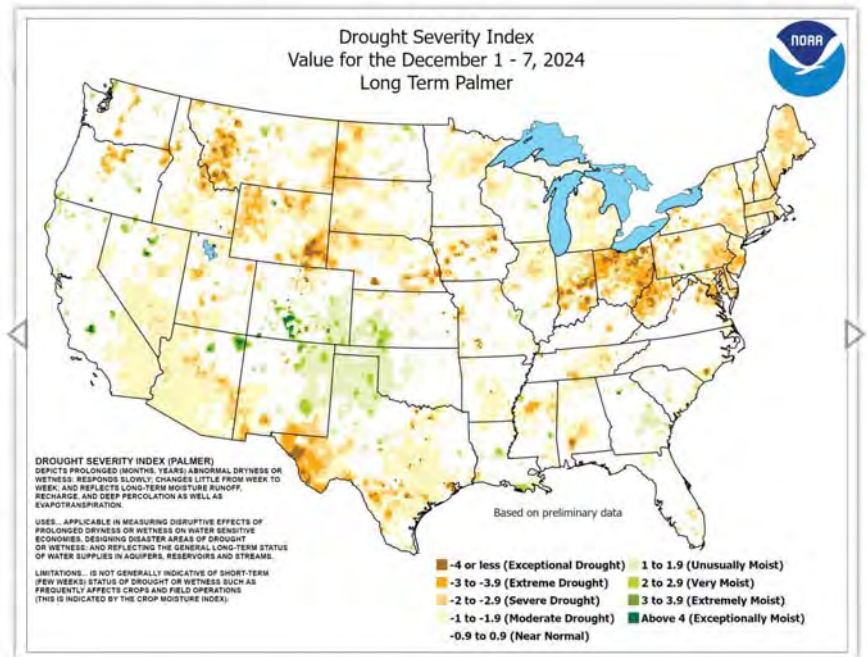 Drought Severity Index
Value for the December 1 - 7, 2024
Long Term Palmer
NOAA
DROUGHT SEVERITY INDEX (PALMER)
DEPICTS PROLONGED (MONTHS, YEARS) ABNORMAL DRYNESS OR
WETNESS; RESPONDS SLOWLY; CHANGES LITTLE FROM WEEK TO
WEEK; AND REFLECTS LONG-TERM MOISTURE RUNOFF,
RECHARGE, AND DEEP PERCOLATION AS WELL AS
EVAPOTRANSPIRATION.
USES... APPLICABLE IN MEASURING DISRUPTIVE EFFECTS OF
PROLONGED DRYNESS OR WETNESS ON WATER SENSITIVE
ECONOMIES, DESIGNING DISASTER AREAS OF DROUGHT
OR WETNESS; AND REFLECTING THE GENERAL LONG-TERM STATUS
OF WATER SUPPLIES IN AQUIFERS, RESERVOIRS AND STREAMS.
LIMITATIONS... IS NOT GENERALLY INDICATIVE OF SHORT-TERM
(FEW WEEKS) STATUS OF DROUGHT OR WETNESS SUCH AS
FREQUENTLY AFFECTS CROPS AND FIELD OPERATIONS
(THIS IS INDICATED BY THE CROP MOISTURE INDEX).
Based on preliminary data
-4 or less (Exceptional Drought)
-3 to -3.9 (Extreme Drought)
-2 to -2.9 (Severe Drought)
-1 to -1.9 (Moderate Drought)
-0.9 to 0.9 (Near Normal)
1 to 1.9 (Unusually Moist)
2 to 2.9 (Very Moist)
3 to 3.9 (Extremely Moist)
Above 4 (Exceptionally Moist)